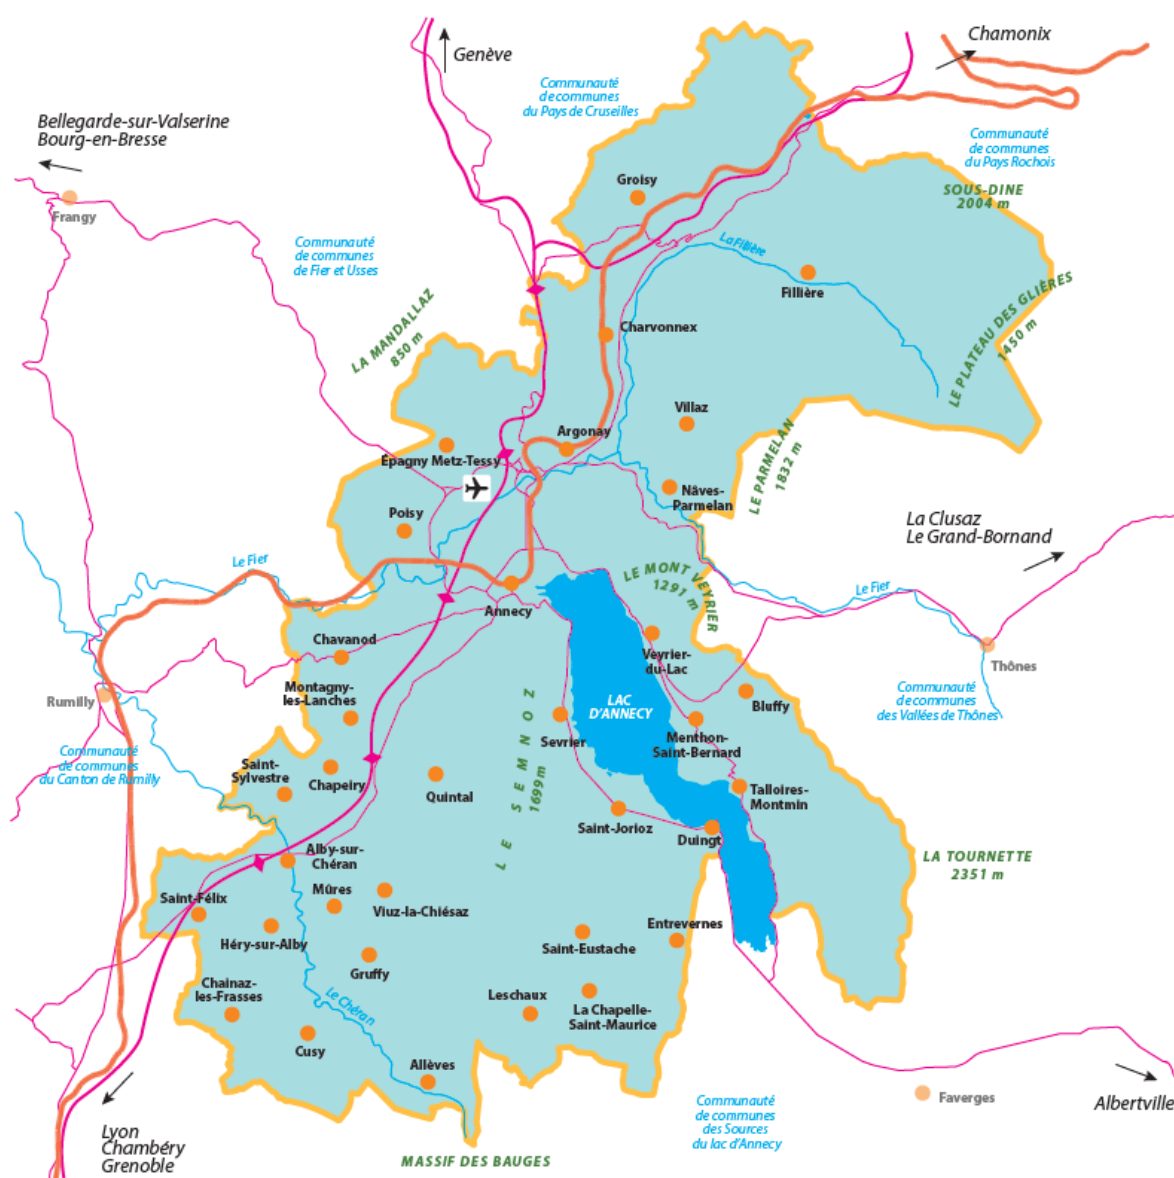 Chamonix
Genève
Communauté
de communes
du Pays de Cruseilles
Bellegarde-sur-Valserine
Bourg-en-Bresse
Communauté
de communes
du Pays Rochois
Groisy
SOUS-DINE
2004 m
Frangy
Communauté
de communes
de Fier et Usses
La Fillière
Fillière
LA MANDALLAZ
850 m
Charvonnex
LE PLATEAU DES GLIÈRES
1450 m
Villaz
Argonay
LE PARMELAN
1832 m
Épagny Metz-Tessy
Nâves-
Parmelan
Poisy
La Clusaz
Le Grand-Bornand
Le Fier
LE MONT VEYRIER
1291 m
Le Fier
Annecy
Chavanod
Veyrier-
du-Lac
Thônes
Montagny-
les-Lanches
Rumilly
LAC
D'ANNECY
Bluffy
Communauté
de communes
des Vallées de Thônes
Sevrier
Menthon-
Saint-Bernard
Communauté
de communes
du Canton de Rumilly
Saint-
Sylvestre
Chapeiry
Quintal
LE SEMNOZ
1699m
Talloires-
Montmin
Saint-Jorioz
Duingt
Alby-sur-
Chéran
LA TOURNETTE
2351 m
Mûres
Saint-Félix
Viuz-la-Chiésaz
Entrevernes
Héry-sur-Alby
Saint-Eustache
Gruffy
Chainaz-
les-Frasses
Le Chéran
Leschaux
La Chapelle-
Saint-Maurice
Cusy
Allèves
Communauté
de communes
des Sources
du lac d'Annecy
Faverges
Albertville
Lyon
Chambéry
Grenoble
MASSIF DES BAUGES